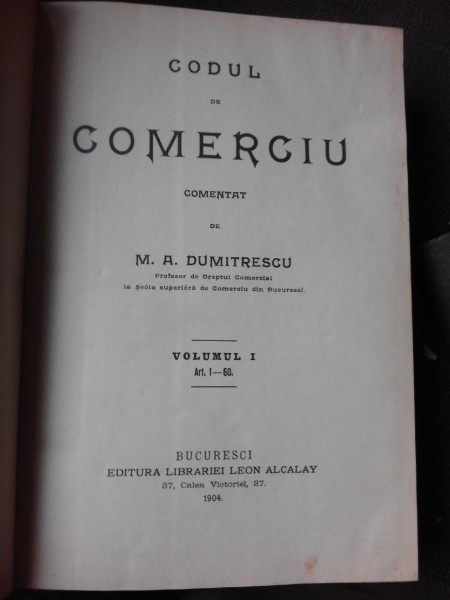 CODUL
DE
COMERCIU
COMENTAT
DE
M. A. DUMITRESCU
Profesor de Dreptul Comercial
la Șcóla superióră de Comerciu din Bucuresci.
VOLUMUL I
Art. 1—60.
BUCURESCI
EDITURA LIBRARIEI LEON ALCALAY
37, Calea Victoriei, 37.
1904.